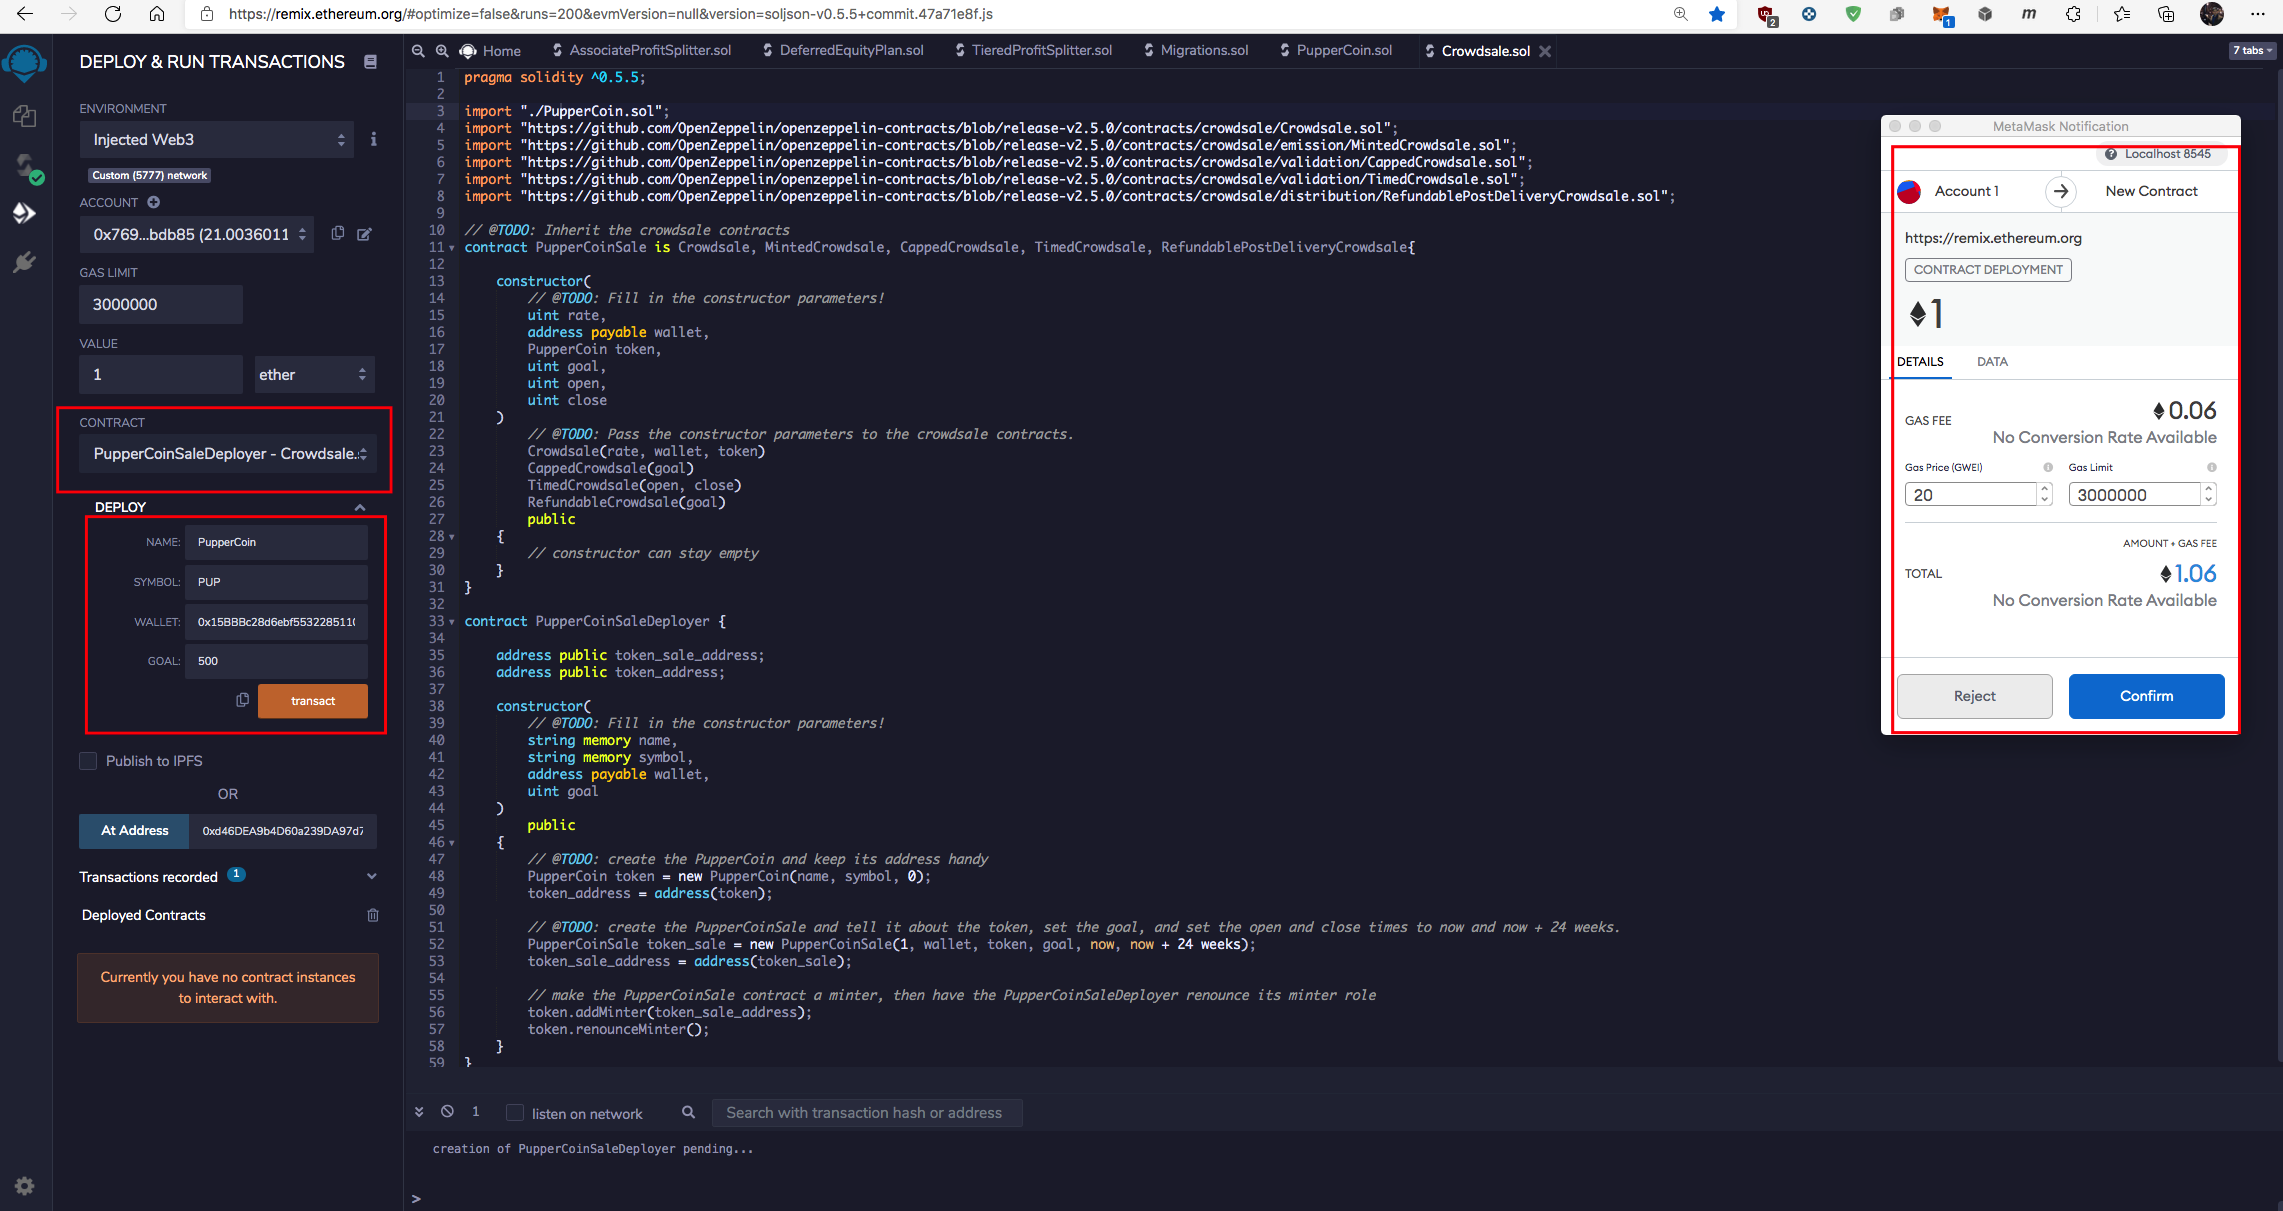 https://remix.ethereum.org/#optimize=false&runs=200&evmVersion=null&version=soljson-v0.5.5+commit.47a71e8f.js
2
1
m
DEPLOY & RUN TRANSACTIONS
ENVIRONMENT
Injected Web3
i
Custom (5777) network
ACCOUNT
0x769...bdb85 (21.0036011
GAS LIMIT
3000000
VALUE
1
ether
CONTRACT
PupperCoinSaleDeployer - Crowdsale.
DEPLOY
NAME: PupperCoin
SYMBOL: PUP
WALLET: 0x15BBBc28d6ebf5532285110
GOAL: 500
transact
Publish to IPFS
OR
At Address 0xd46DEA9b4D60a239DA97d7
Transactions recorded 1
Deployed Contracts
Currently you have no contract instances
to interact with.
Home AssociateProfitSplitter.sol DeferredEquityPlan.sol TieredProfitSplitter.sol Migrations.sol PupperCoin.sol Crowdsale.sol 7 tabs
1 pragma solidity ^0.5.5;
2
3 import "./PupperCoin.sol";
4 import "https://github.com/OpenZeppelin/openzeppelin-contracts/blob/release-v2.5.0/contracts/crowdsale/Crowdsale.sol";
5 import "https://github.com/OpenZeppelin/openzeppelin-contracts/blob/release-v2.5.0/contracts/crowdsale/emission/MintedCrowdsale.sol";
6 import "https://github.com/OpenZeppelin/openzeppelin-contracts/blob/release-v2.5.0/contracts/crowdsale/validation/CappedCrowdsale.sol";
7 import "https://github.com/OpenZeppelin/openzeppelin-contracts/blob/release-v2.5.0/contracts/crowdsale/validation/TimedCrowdsale.sol";
8 import "https://github.com/OpenZeppelin/openzeppelin-contracts/blob/release-v2.5.0/contracts/crowdsale/distribution/RefundablePostDeliveryCrowdsale.sol";
9
10 // @TODO: Inherit the crowdsale contracts
11 contract PupperCoinSale is Crowdsale, MintedCrowdsale, CappedCrowdsale, TimedCrowdsale, RefundablePostDeliveryCrowdsale{
12
13 constructor(
14 // @TODO: Fill in the constructor parameters!
15 uint rate,
16 address payable wallet,
17 PupperCoin token,
18 uint goal,
19 uint open,
20 uint close
21 )
22 // @TODO: Pass the constructor parameters to the crowdsale contracts.
23 Crowdsale(rate, wallet, token)
24 CappedCrowdsale(goal)
25 TimedCrowdsale(open, close)
26 RefundableCrowdsale(goal)
27 public
28 {
29 // constructor can stay empty
30 }
31 }
32
33 contract PupperCoinSaleDeployer {
34
35 address public token_sale_address;
36 address public token_address;
37
38 constructor(
39 // @TODO: Fill in the constructor parameters!
40 string memory name,
41 string memory symbol,
42 address payable wallet,
43 uint goal
44 )
45 public
46 {
47 // @TODO: create the PupperCoin and keep its address handy
48 PupperCoin token = new PupperCoin(name, symbol, 0);
49 token_address = address(token);
50
51 // @TODO: create the PupperCoinSale and tell it about the token, set the goal, and set the open and close times to now and now + 24 weeks.
52 PupperCoinSale token_sale = new PupperCoinSale(1, wallet, token, goal, now, now + 24 weeks);
53 token_sale_address = address(token_sale);
54
55 // make the PupperCoinSale contract a minter, then have the PupperCoinSaleDeployer renounce its minter role
56 token.addMinter(token_sale_address);
57 token.renounceMinter();
58 }
59 }
1 listen on network Search with transaction hash or address
creation of PupperCoinSaleDeployer pending...
>
MetaMask Notification
Localhost 8545
Account 1 New Contract
https://remix.ethereum.org
CONTRACT DEPLOYMENT
1
DETAILS DATA
GAS FEE 0.06
No Conversion Rate Available
Gas Price (GWEI) Gas Limit
20 3000000
AMOUNT + GAS FEE
TOTAL 1.06
No Conversion Rate Available
Reject Confirm